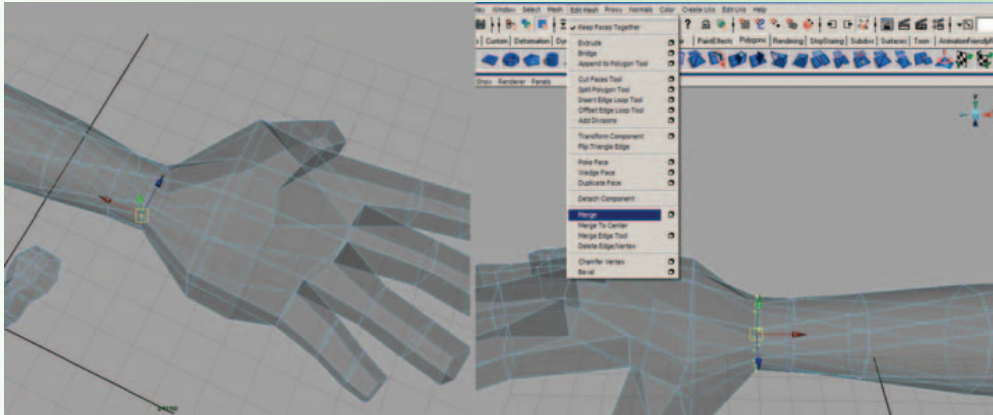 Window Select Mesh Edit Mesh Proxy Normals Color Create UVs Edit UVs Help
Keep Faces Together
Custom Deformation
PaintEffects Polygons Rendering StopDrawing Subdivs Surfaces Toon
Extrude
Bridge
Append to Polygon Tool
Show Renderer Panels
Cut Faces Tool
Split Polygon Tool
Insert Edge Loop Tool
Offset Edge Loop Tool
Add Divisions
Transform Component
Flip Triangle Edge
Poke Face
Wedge Face
Duplicate Face
Detach Component
Merge
Merge To Center
Merge Edge Tool
Delete Edge/Vertex
Chamfer Vertex
Bevel
persp